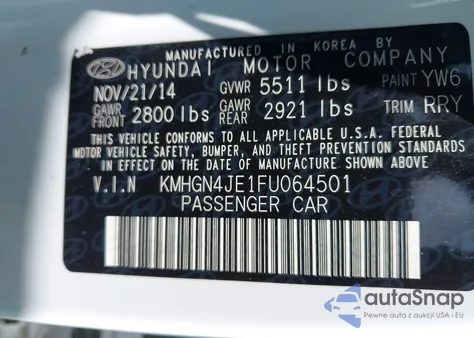 MANUFACTURED IN KOREA BY
HYUNDAI MOTOR COMPANY
NOV/21/14 GVWR 5511 lbs PAINT YW6
GAWR FRONT 2800 lbs GAWR REAR 2921 lbs TRIM RRY
THIS VEHICLE CONFORMS TO ALL APPLICABLE U.S.A. FEDERAL
MOTOR VEHICLE SAFETY, BUMPER, AND THEFT PREVENTION
STANDARDS IN EFFECT ON THE DATE OF MANUFACTURE SHOWN ABOVE.
V.I.N KMHGN4JE1FU064501
PASSENGER CAR
autoSnap
Pewne auta z aukcji USA i EU